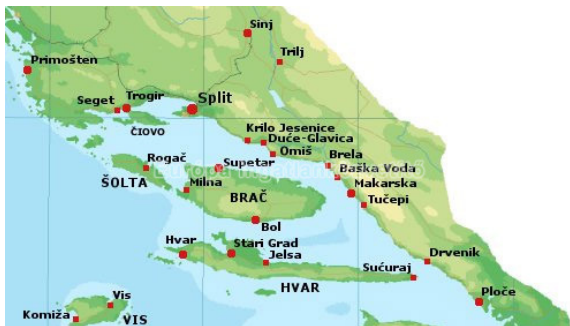 Sinj
Trilj
Primošten
Seget
Trogir
Split
ČIOVO
Krilo Jesenice
Duće-Glavica
Omiš
Rogač
Supetar
Brela
Baška Voda
ŠOLTA
Milna
BRAČ
Makarska
Tučepi
Bol
Hvar
Stari Grad
Jelsa
Drvenik
Sućuraj
HVAR
Ploče
Vis
Komiža
VIS